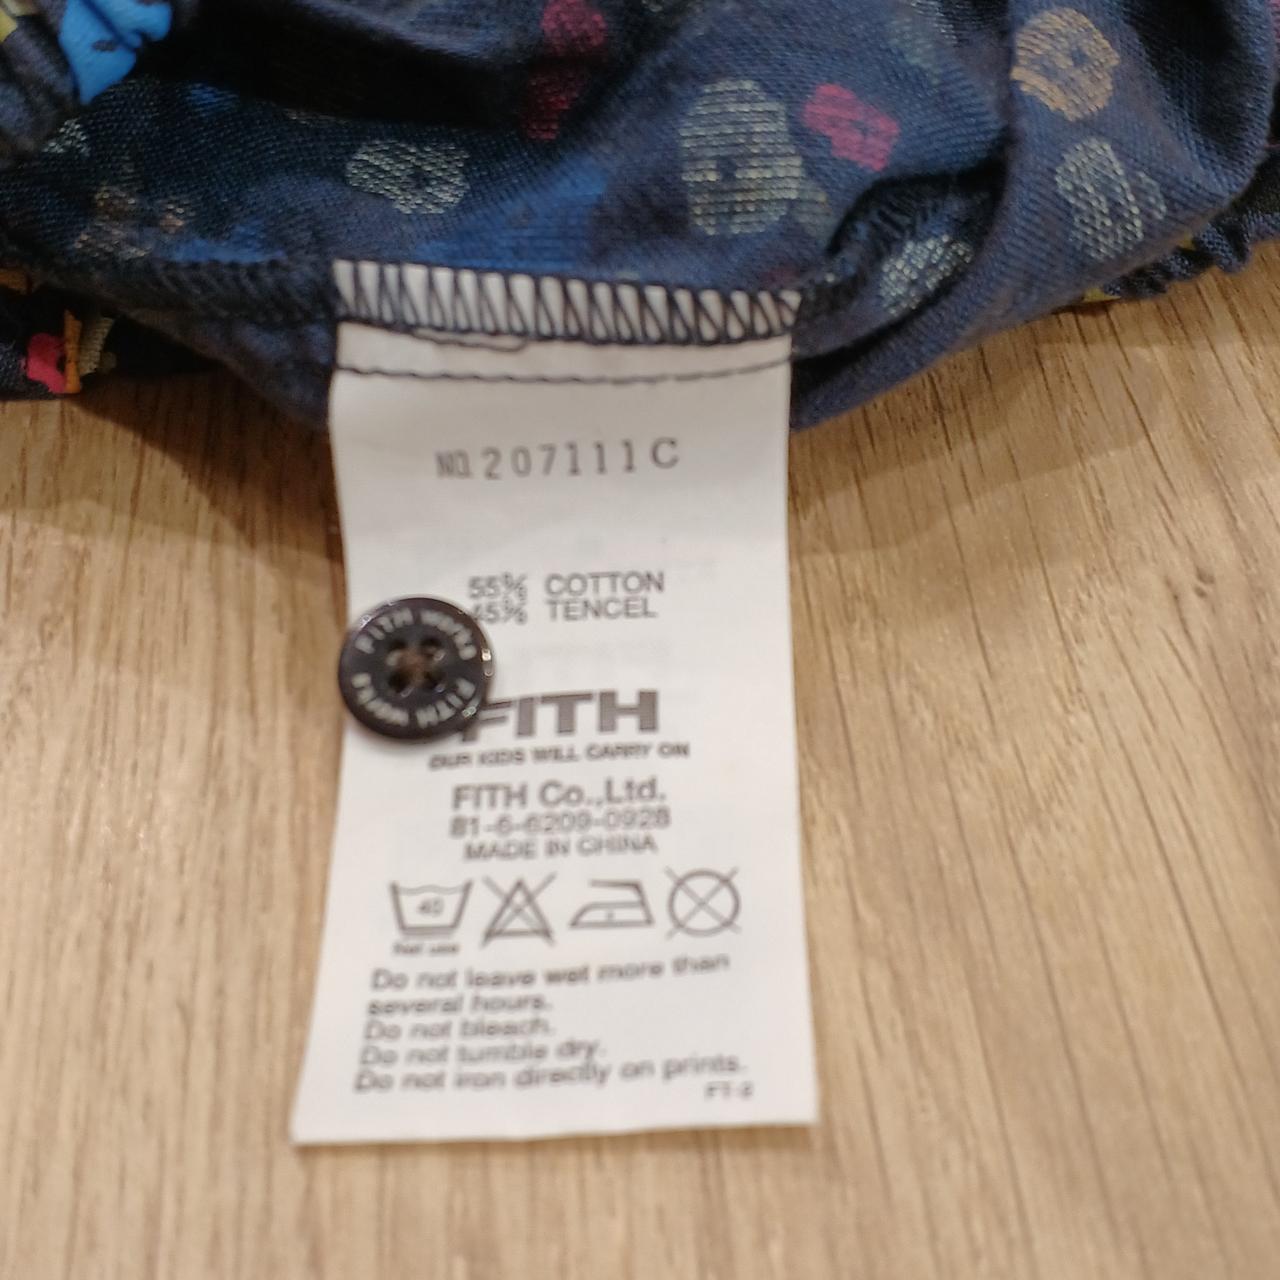 NO.207111C
55% COTTON
45% TENCEL
FITH
OUR KIDS WILL CARRY ON
FITH Co.,Ltd.
81-6-6209-0928
MADE IN CHINA
40
Do not leave wet more than
several hours.
Do not bleach.
Do not tumble dry.
Do not iron directly on prints.
FITH
FITH